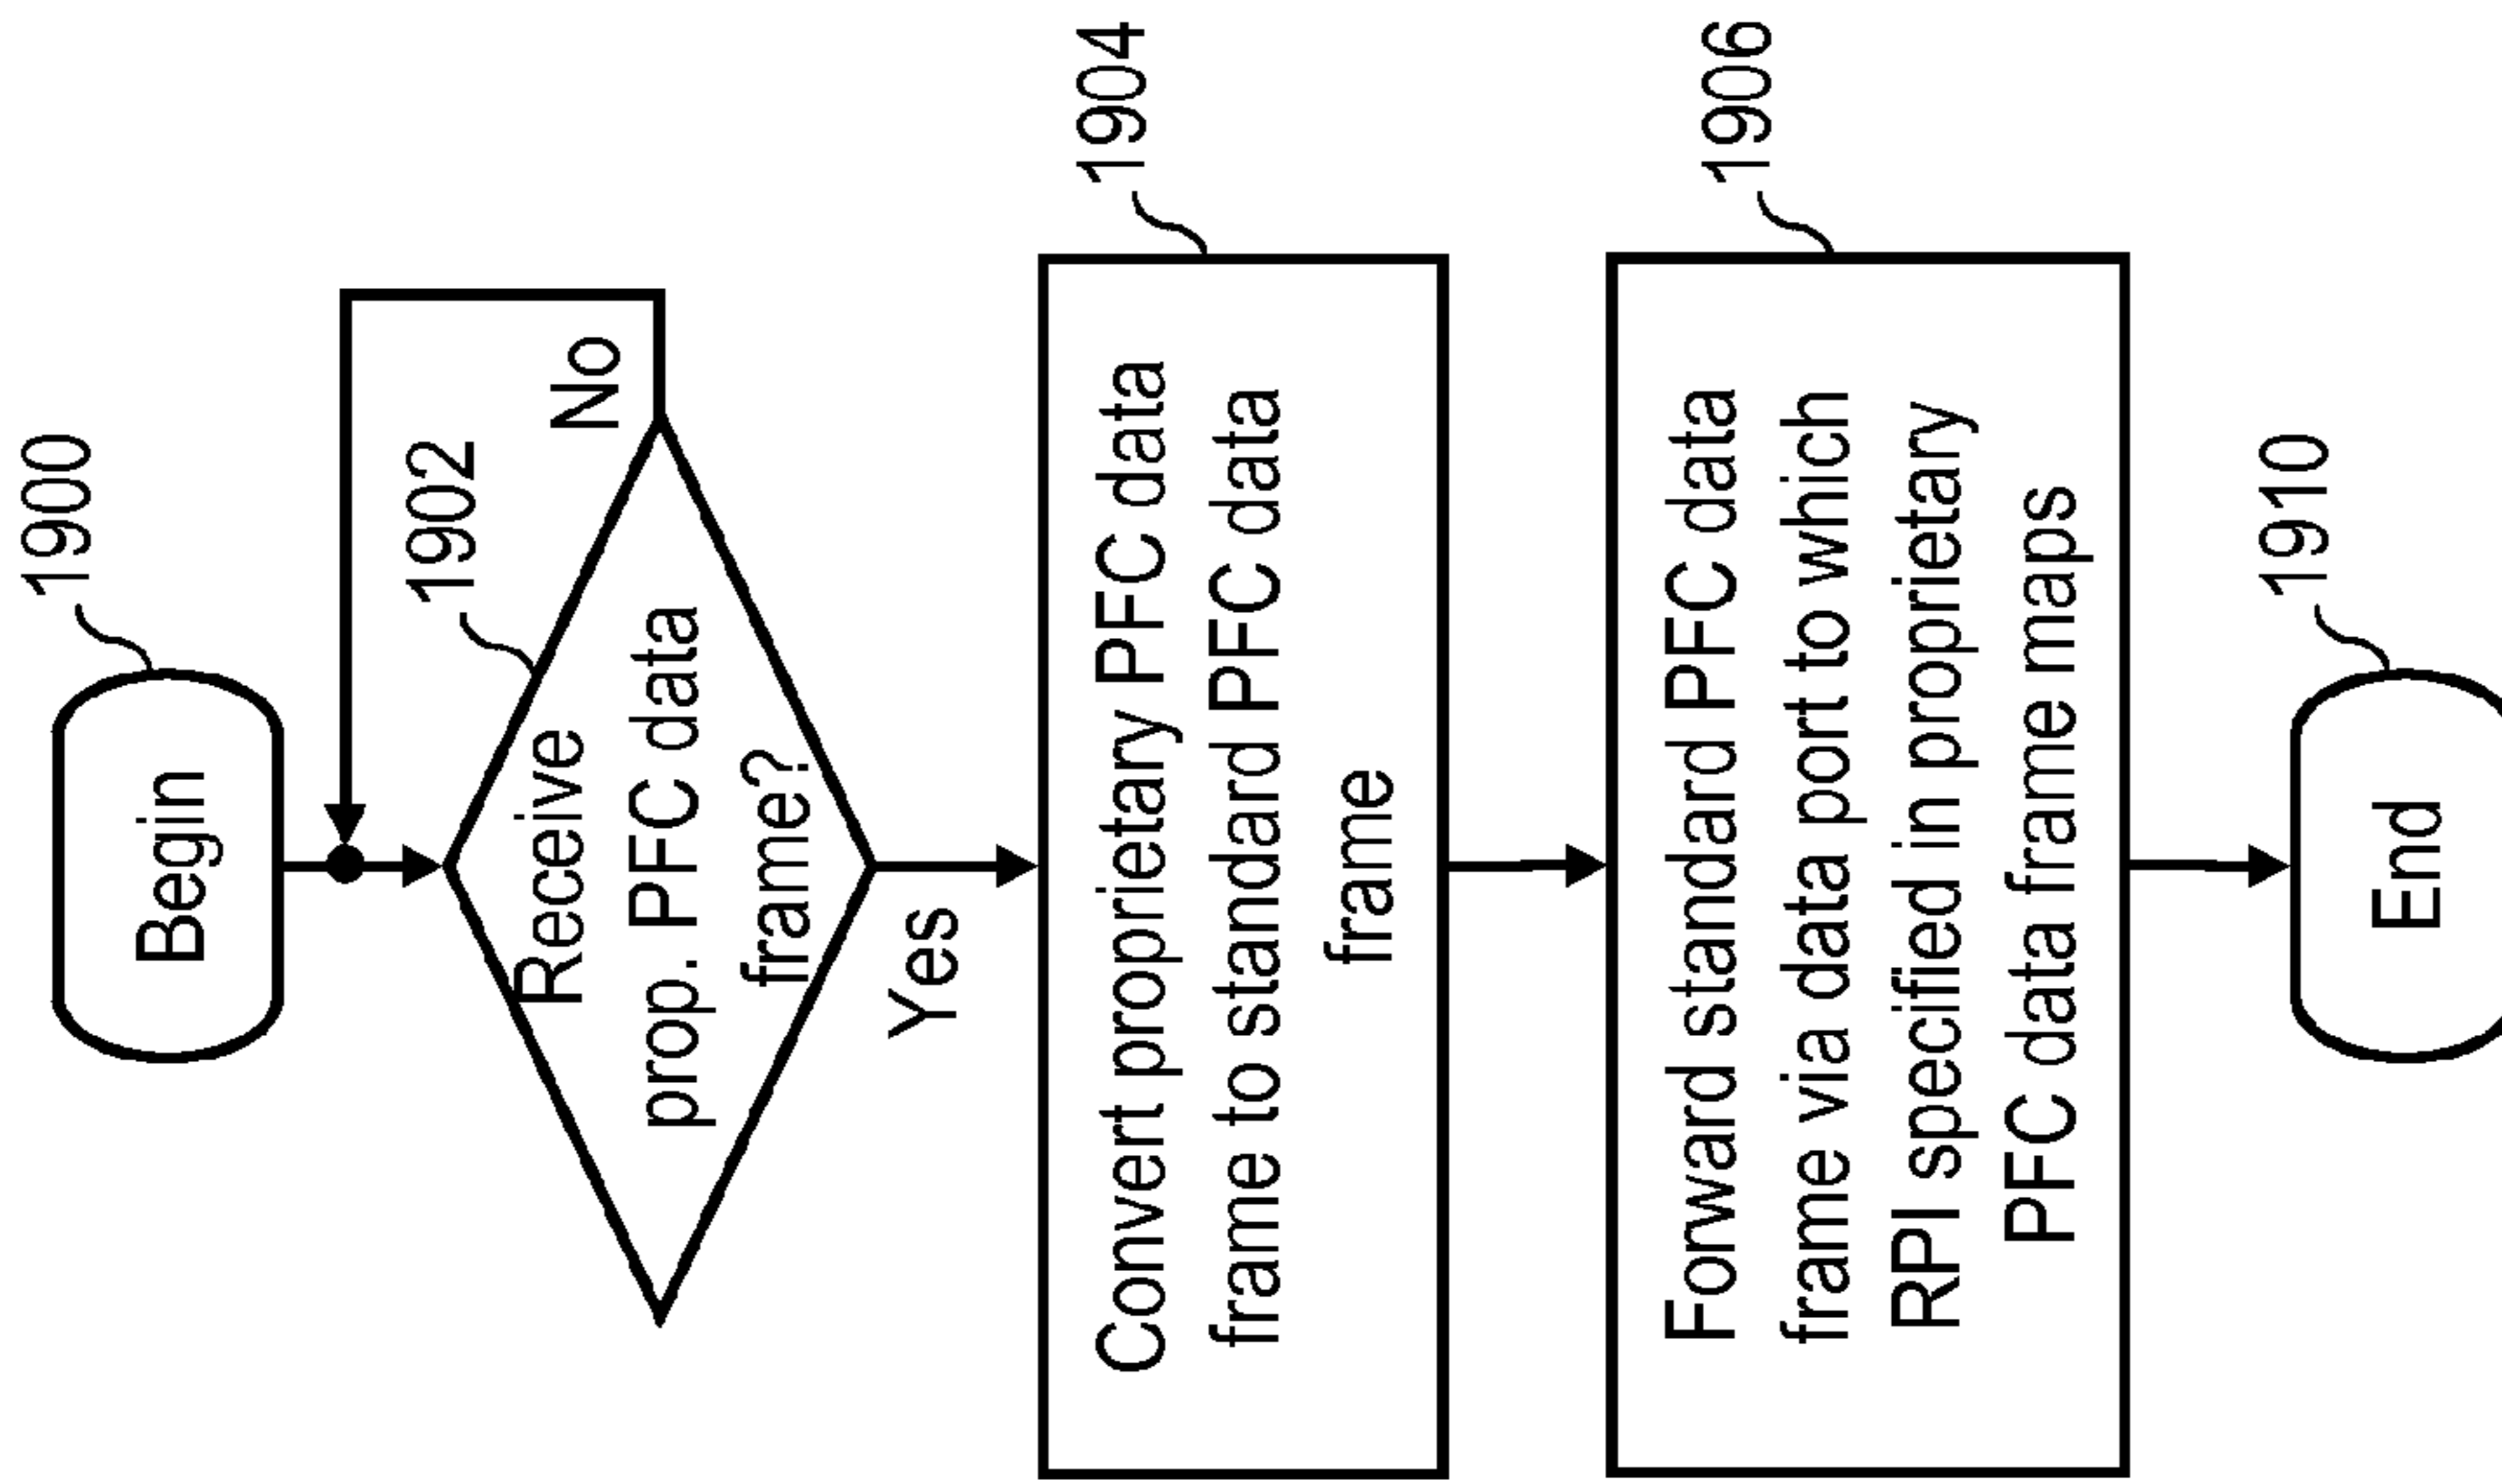 1900
Begin
1902
Receive
prop. PFC data
frame?
No
Yes
1904
Convert proprietary PFC data
frame to standard PFC data
frame
1906
Forward standard PFC data
frame via data port to which
RPI specified in proprietary
PFC data frame maps
1910
End